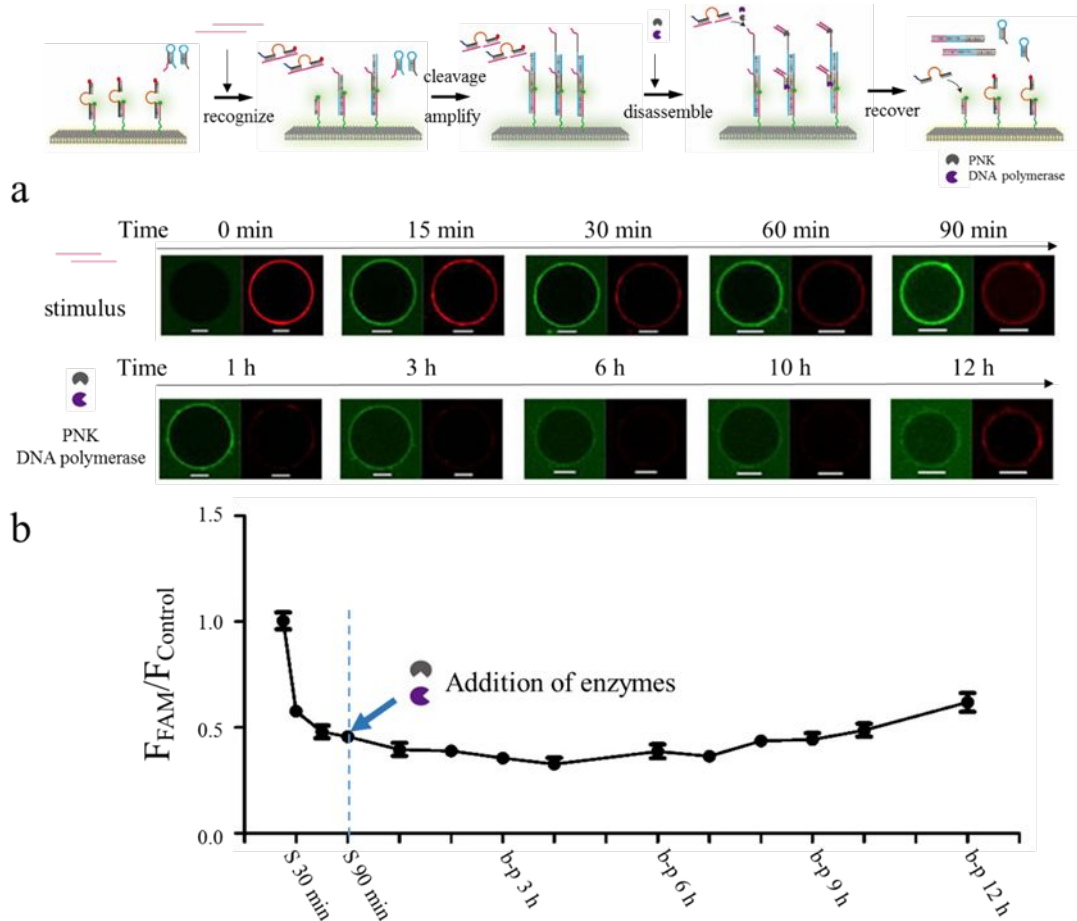 recognize
cleavage
amplify
disassemble
recover
PNK
DNA polymerase
a
Time 0 min 15 min 30 min 60 min 90 min
stimulus
Time 1 h 3 h 6 h 10 h 12 h
PNK
DNA polymerase
b
1.5
1.0
0.5
0.0
F_FAM/F_Control
Addition of enzymes
S 30 min
S 90 min
b-p 3 h
b-p 6 h
b-p 9 h
b-p 12 h